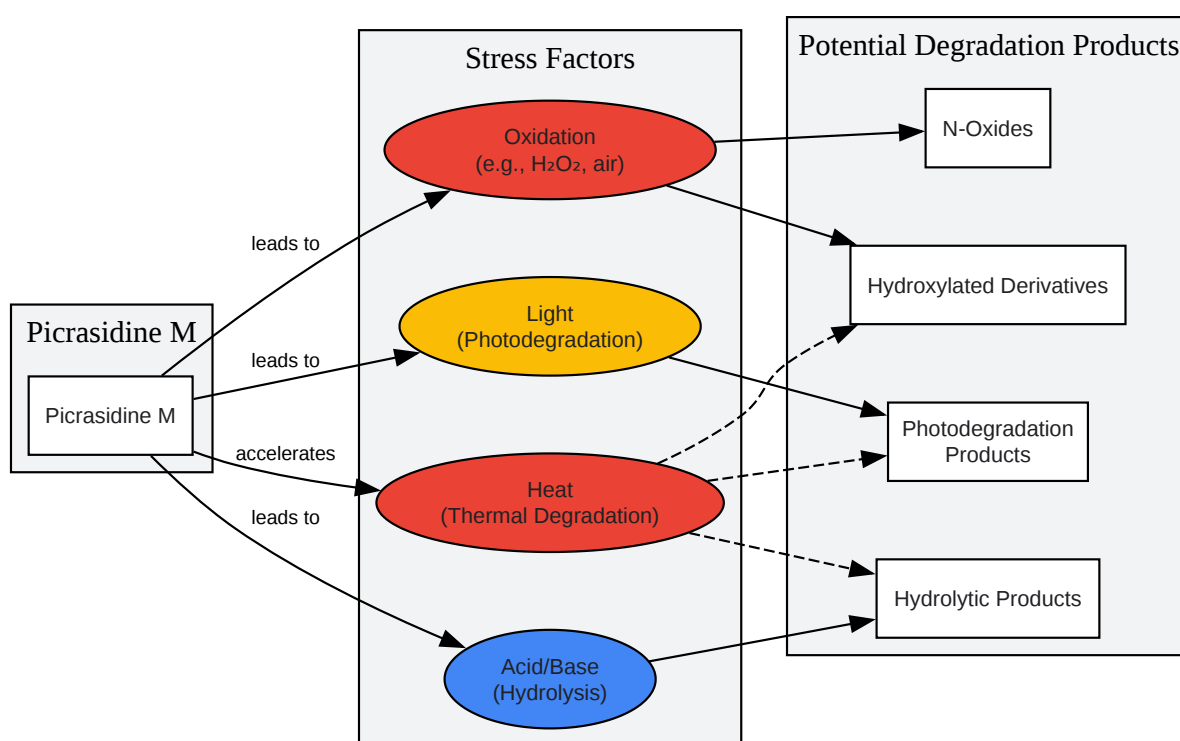 Picrasidine M
Picrasidine M
leads to
leads to
accelerates
leads to
Stress Factors
Oxidation
(e.g., H₂O₂, air)
Light
(Photodegradation)
Heat
(Thermal Degradation)
Acid/Base
(Hydrolysis)
Potential Degradation Products
N-Oxides
Hydroxylated Derivatives
Photodegradation
Products
Hydrolytic Products